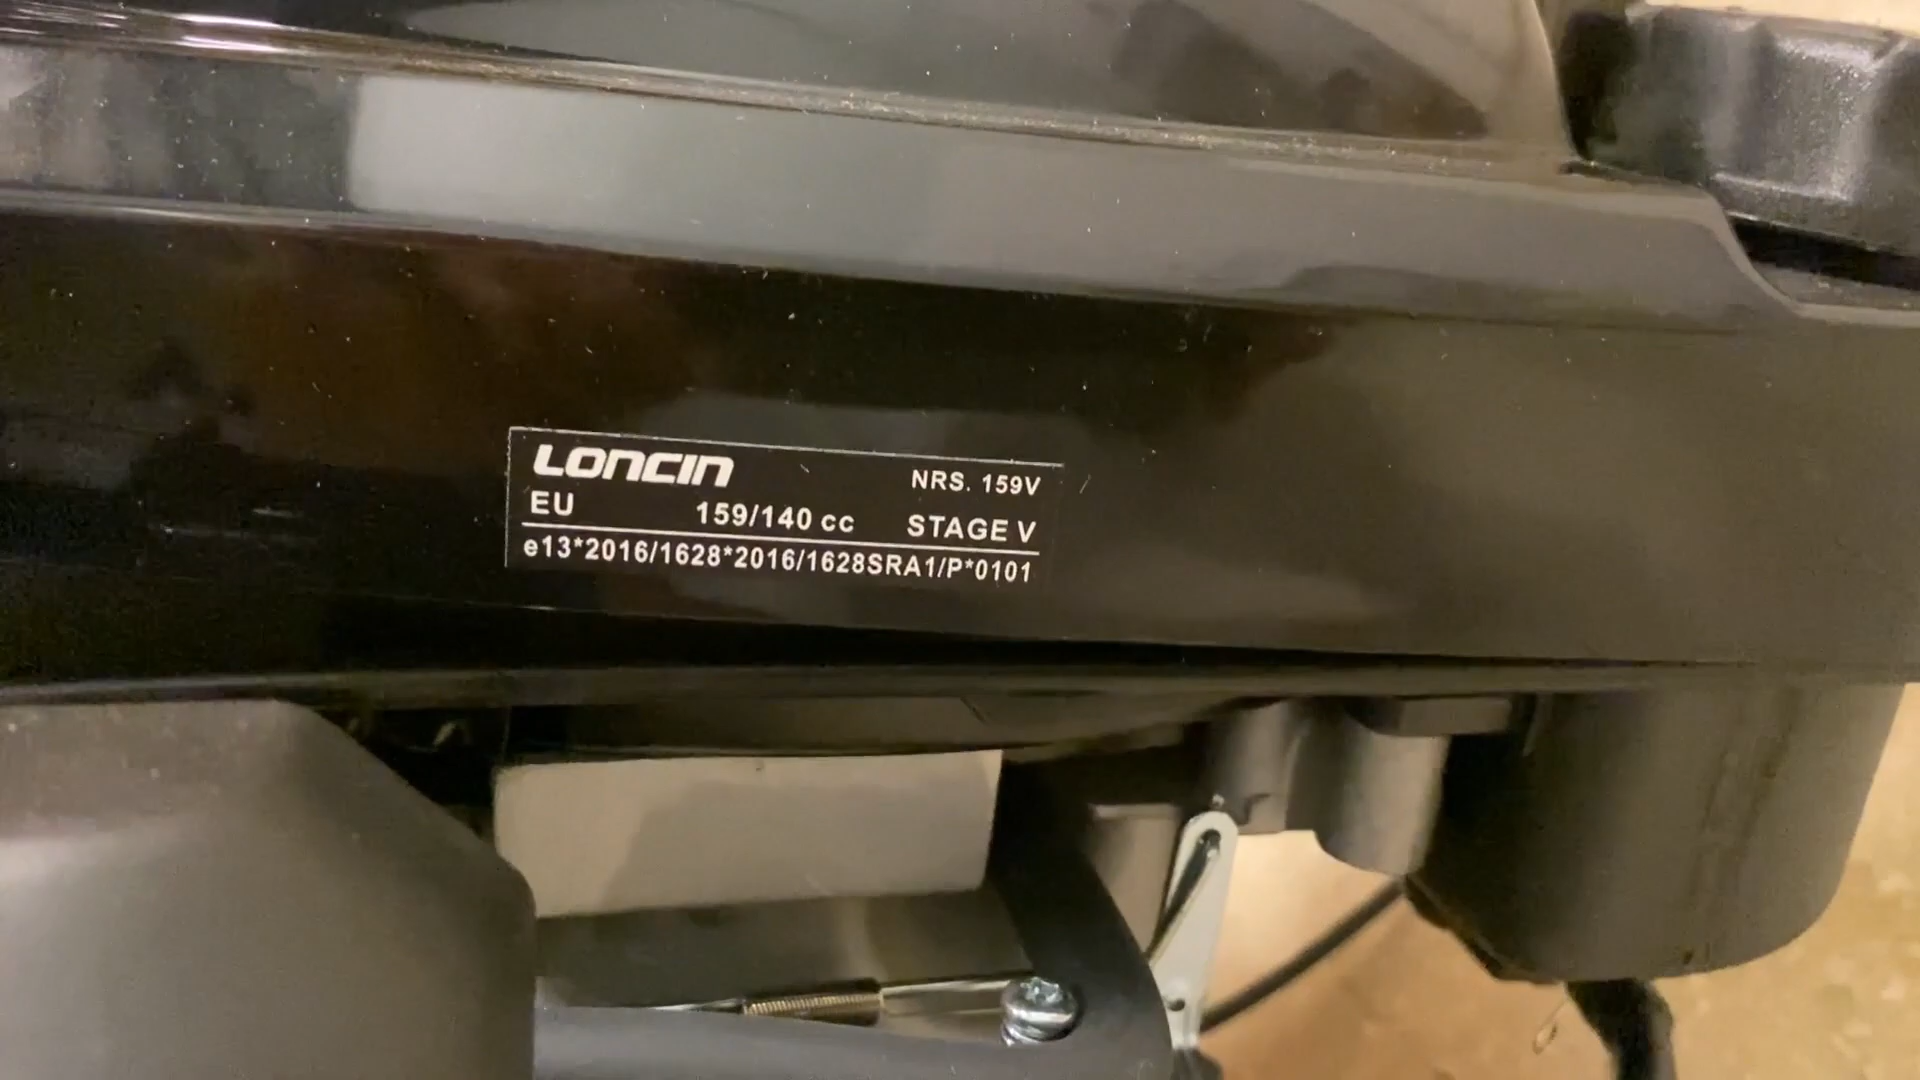 LONCIN NRS. 159V
EU 159/140 cc STAGE V
e13*2016/1628*2016/1628SRA1/P*0101